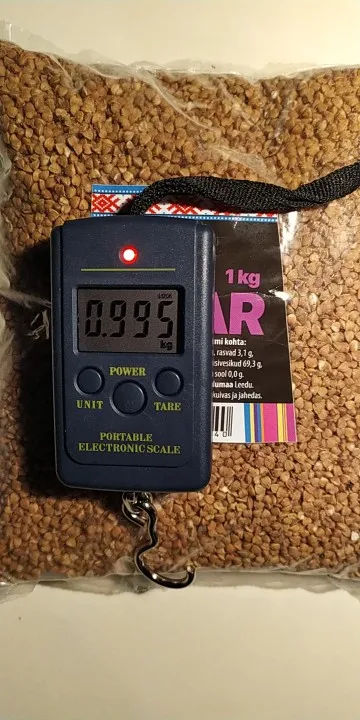 1 kg
AR
LOCK
0.995
kg
POWER
UNIT TARE
PORTABLE
ELECTRONIC SCALE
kohta:
rasvad 3,1 g,
69,3 g,
sool 0,0 g.
Leedu.
kuivas ja jahedas.